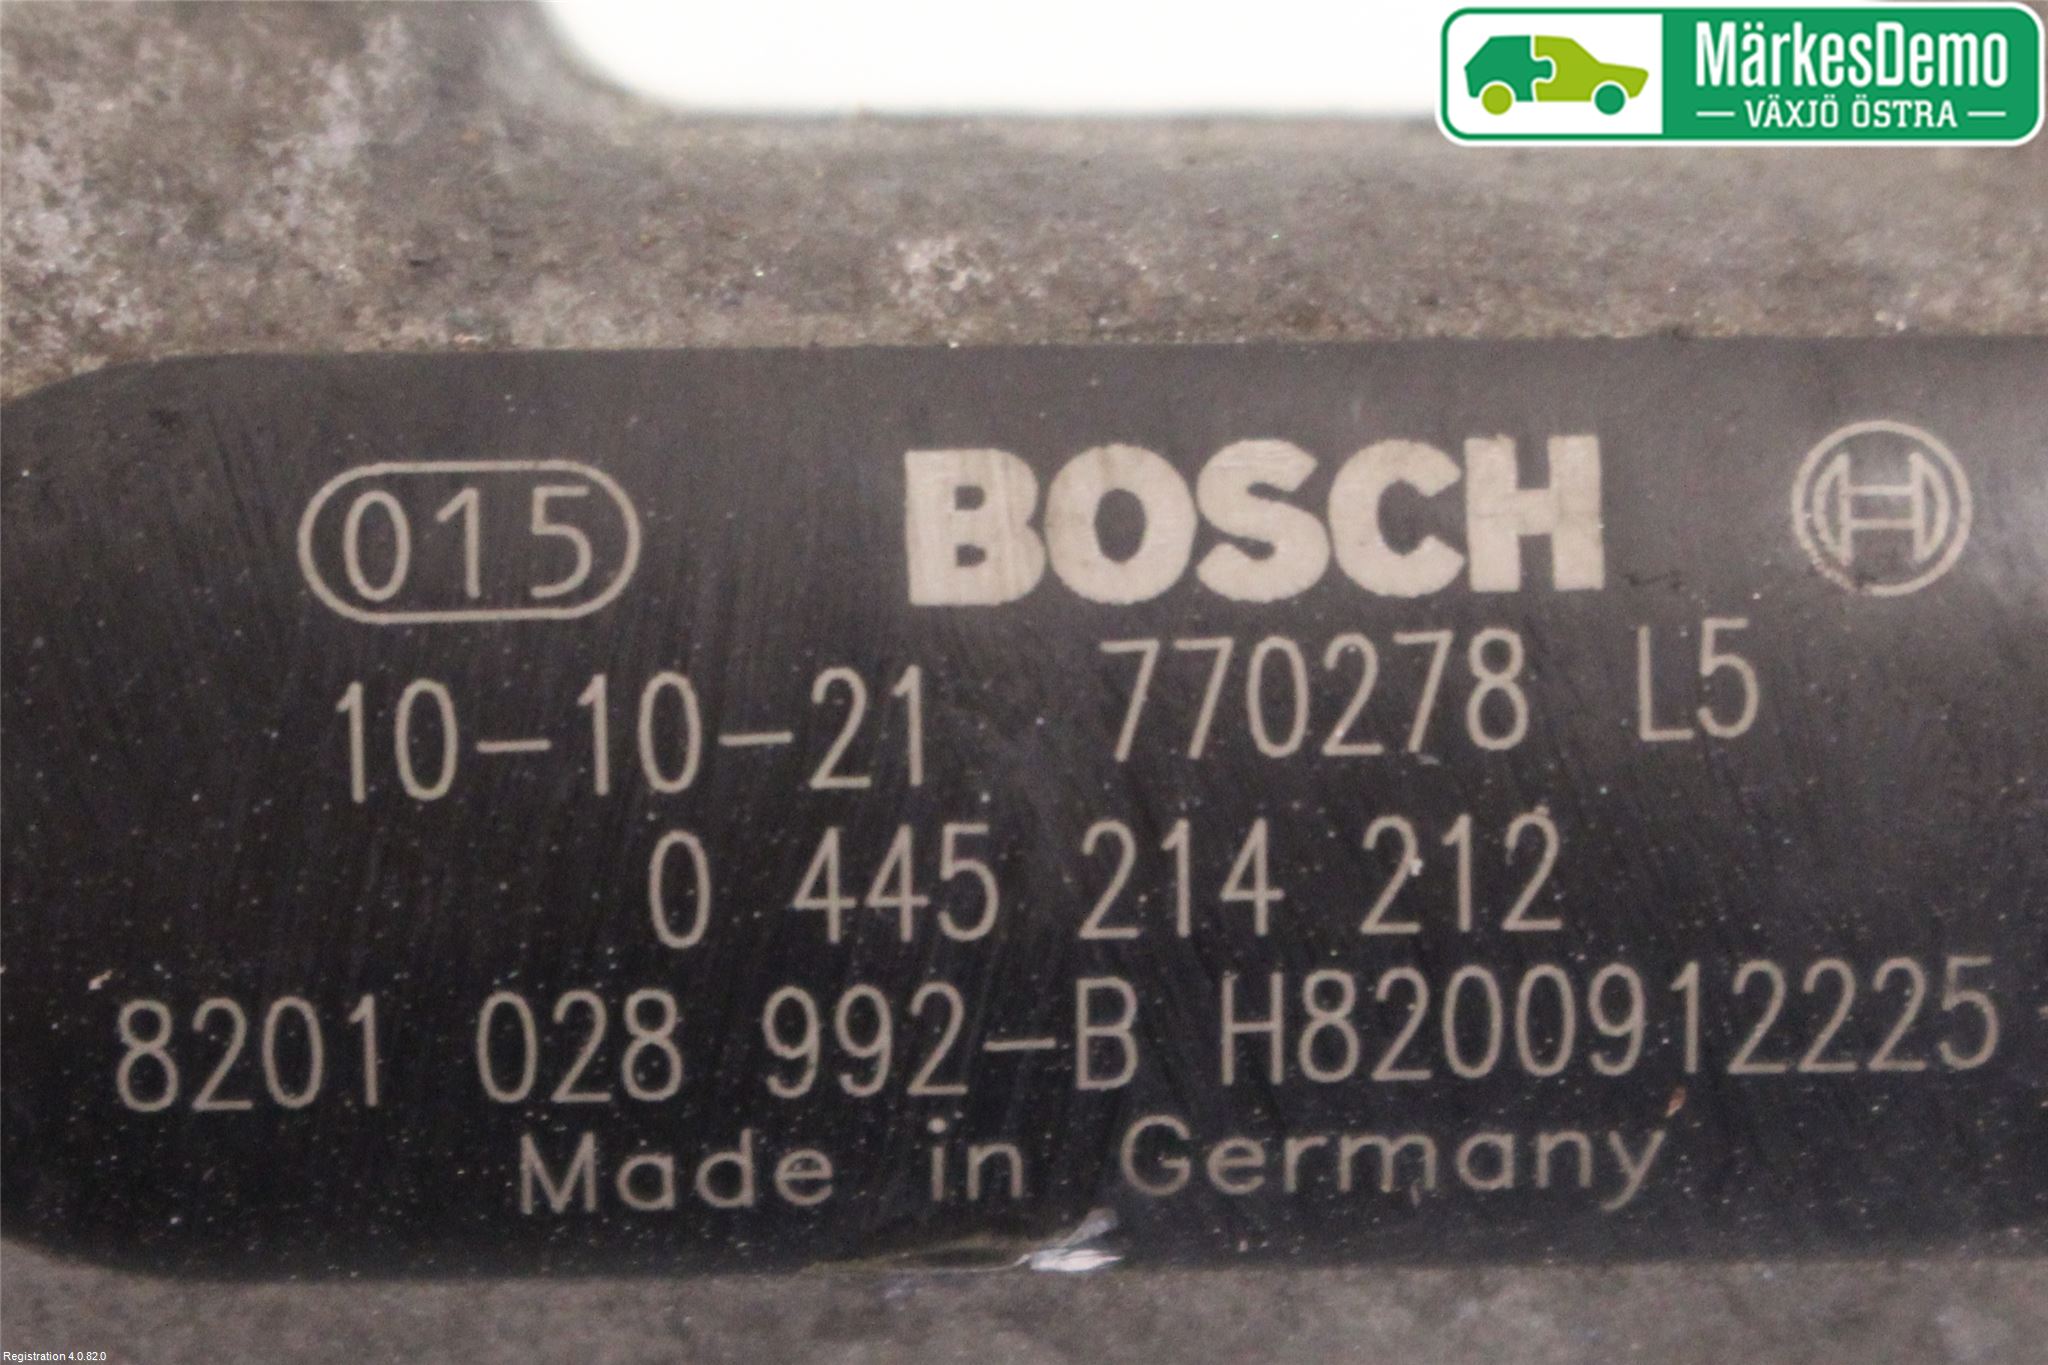 MärkesDemo
VÄXJÖ ÖSTRA
015 BOSCH
10-10-21 770278 L5
0 445 214 212
8201 028 992-B H8200912225-
Made in Germany
Registration 4.0.82.0